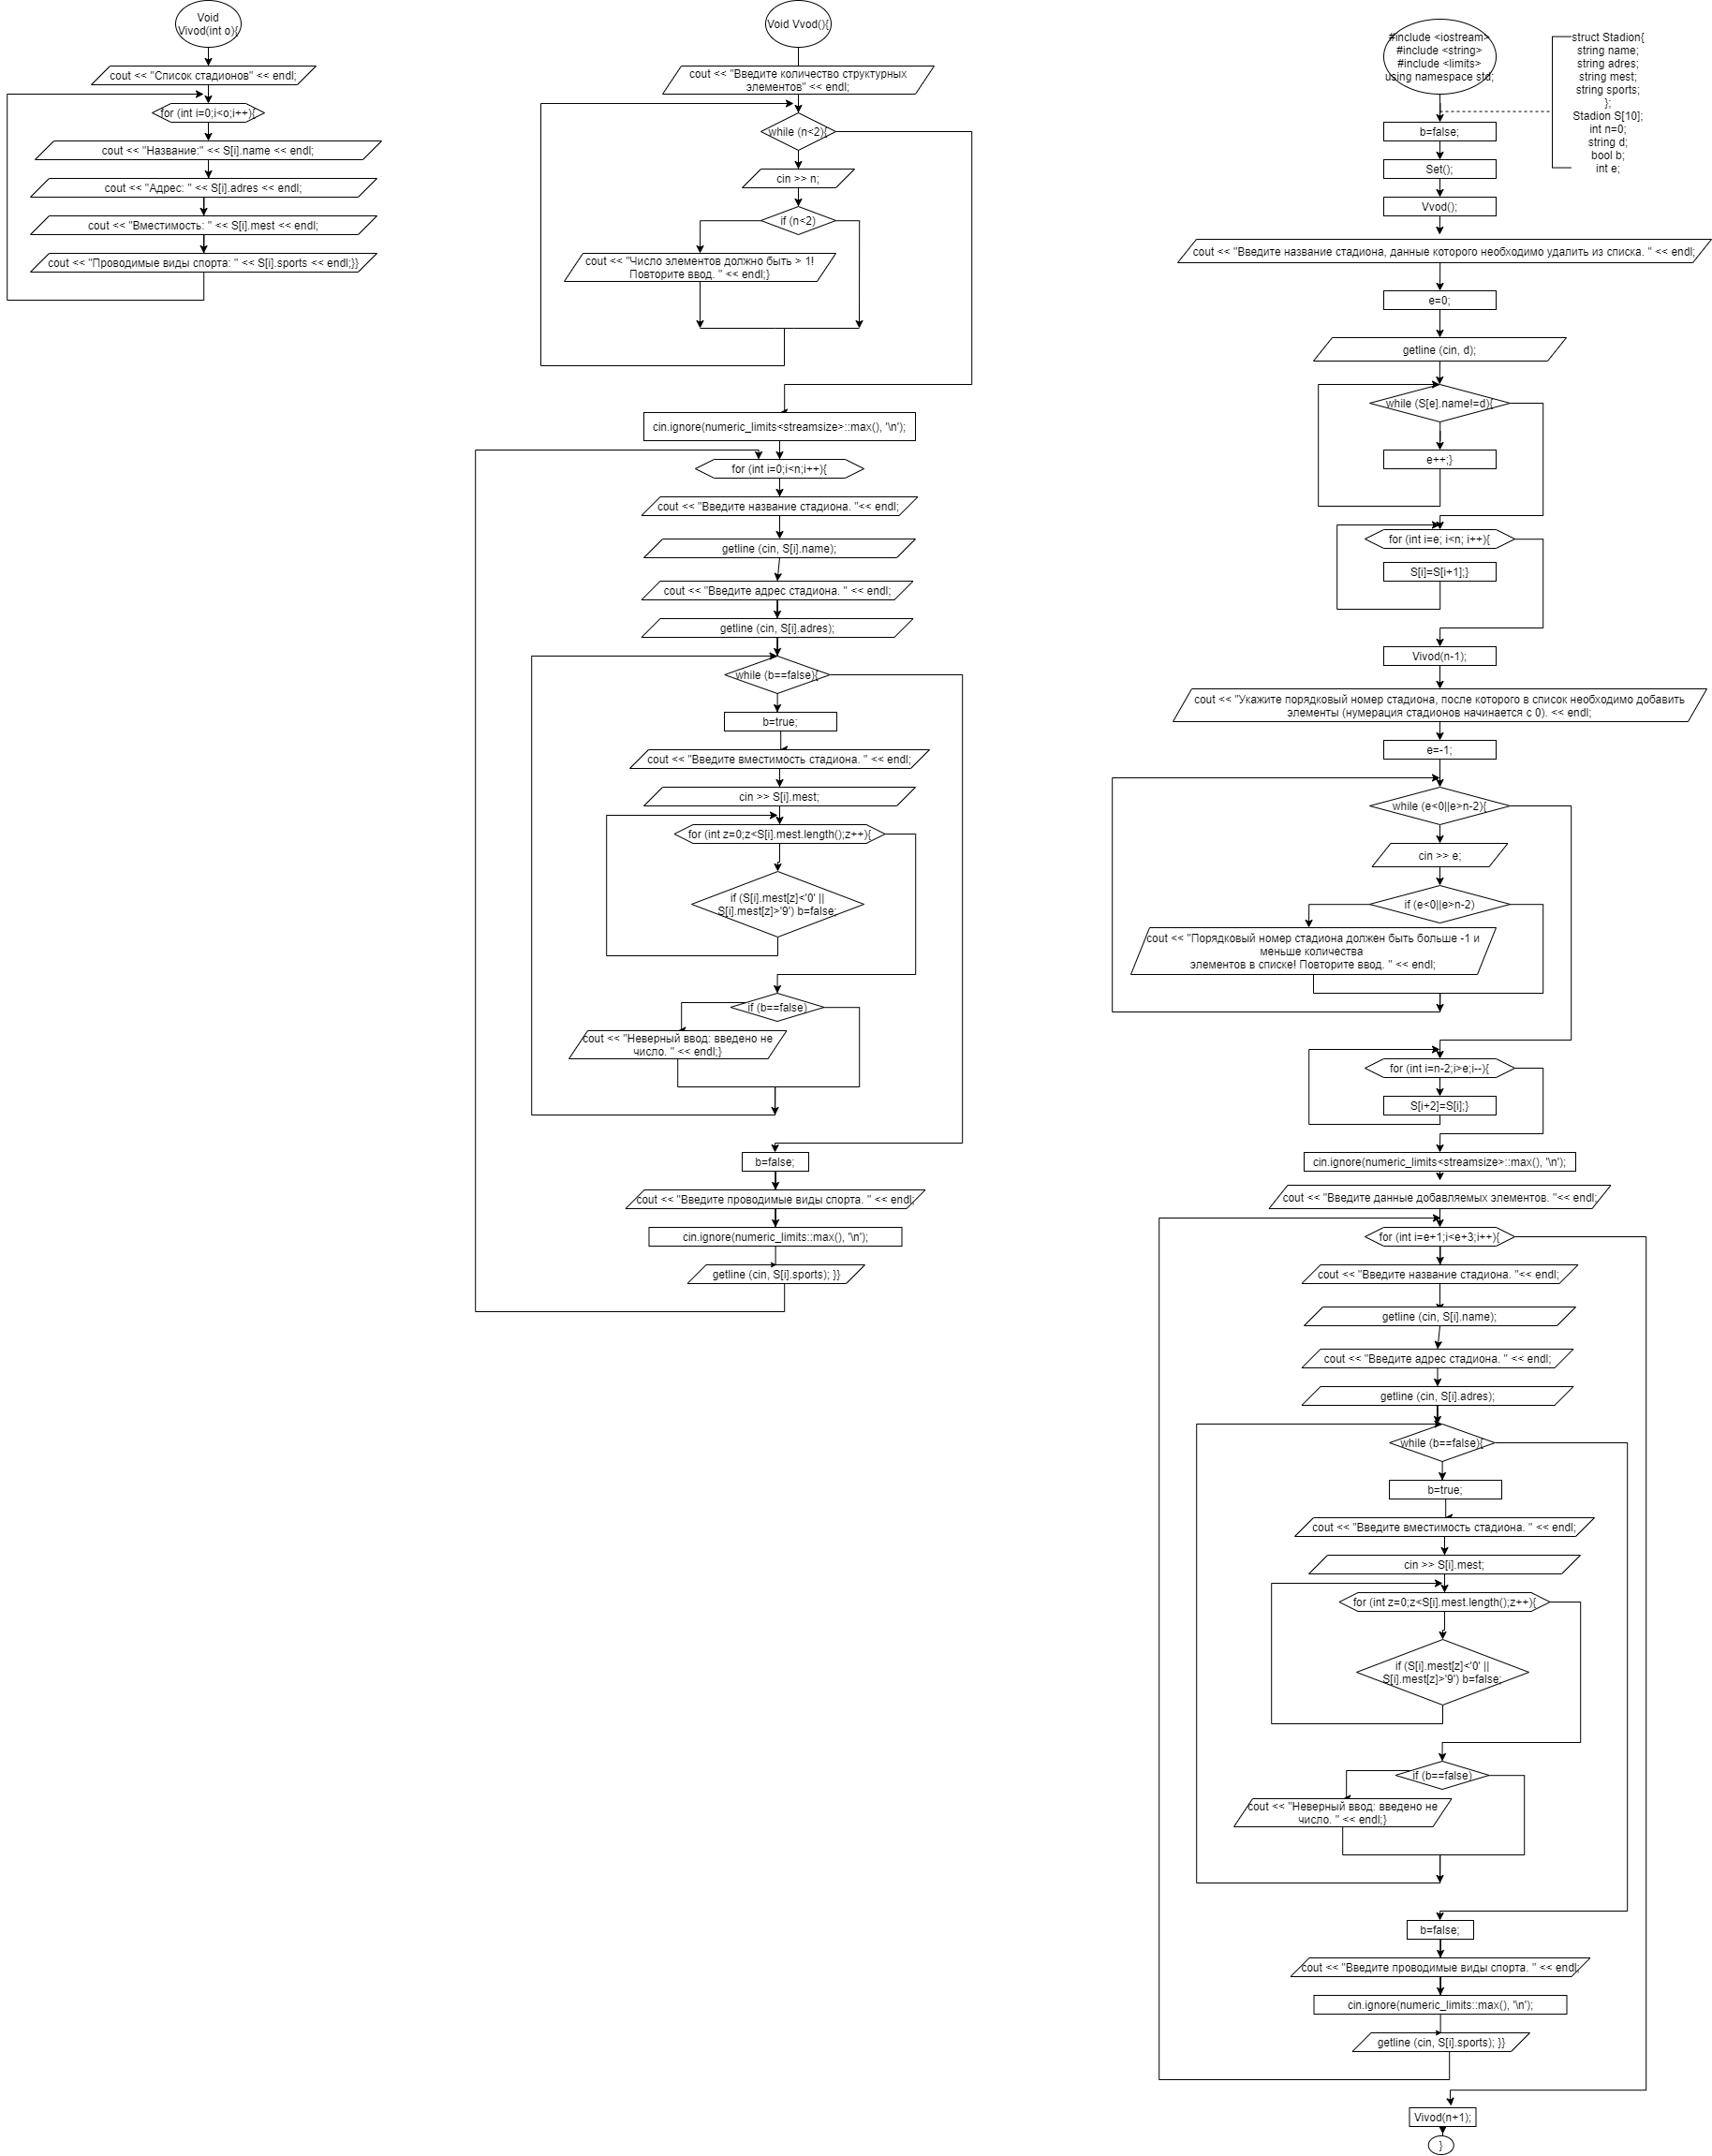 Void
Vivod(int o){
cout << "Список стадионов" << endl;
for (int i=0;i<o;i++){
cout << "Название:" << S[i].name << endl;
cout << "Адрес: " << S[i].adres << endl;
cout << "Вместимость: " << S[i].mest << endl;
cout << "Проводимые виды спорта: " << S[i].sports << endl;}}
Void Vvod(){
cout << "Введите количество структурных
элементов" << endl;
while (n<2){
cin >> n;
if (n<2)
cout << "Число элементов должно быть > 1!
Повторите ввод. " << endl;}
cin.ignore(numeric_limits<streamsize>::max(), '\n');
for (int i=0;i<n;i++){
cout << "Введите название стадиона. "<< endl;
getline (cin, S[i].name);
cout << "Введите адрес стадиона. " << endl;
getline (cin, S[i].adres);
while (b==false){
b=true;
cout << "Введите вместимость стадиона. " << endl;
cin >> S[i].mest;
for (int z=0;z<S[i].mest.length();z++){
if (S[i].mest[z]<'0' ||
S[i].mest[z]>'9') b=false;
if (b==false)
cout << "Неверный ввод: введено не
число. " << endl;}
b=false;
cout << "Введите проводимые виды спорта. " << endl;
cin.ignore(numeric_limits::max(), '\n');
getline (cin, S[i].sports); }}
#include <iostream>
#include <string>
#include <limits>
using namespace std;
struct Stadion{
string name;
string adres;
string mest;
string sports;
};
Stadion S[10];
int n=0;
string d;
bool b;
int e;
b=false;
Set();
Vvod();
cout << "Введите название стадиона, данные которого необходимо удалить из списка. " << endl;
e=0;
getline (cin, d);
while (S[e].name!=d){
e++;}
for (int i=e; i<n; i++){
S[i]=S[i+1];}
Vivod(n-1);
cout << "Укажите порядковый номер стадиона, после которого в список необходимо добавить
элементы (нумерация стадионов начинается с 0). << endl;
e=-1;
while (e<0||e>n-2){
cin >> e;
if (e<0||e>n-2)
cout << "Порядковый номер стадиона должен быть больше -1 и
меньше количества
элементов в списке! Повторите ввод. " << endl;
for (int i=n-2;i>e;i--){
S[i+2]=S[i];}
cin.ignore(numeric_limits<streamsize>::max(), '\n');
cout << "Введите данные добавляемых элементов. "<< endl;
for (int i=e+1;i<e+3;i++){
cout << "Введите название стадиона. "<< endl;
getline (cin, S[i].name);
cout << "Введите адрес стадиона. " << endl;
getline (cin, S[i].adres);
while (b==false){
b=true;
cout << "Введите вместимость стадиона. " << endl;
cin >> S[i].mest;
for (int z=0;z<S[i].mest.length();z++){
if (S[i].mest[z]<'0' ||
S[i].mest[z]>'9') b=false;
if (b==false)
cout << "Неверный ввод: введено не
число. " << endl;}
b=false;
cout << "Введите проводимые виды спорта. " << endl;
cin.ignore(numeric_limits::max(), '\n');
getline (cin, S[i].sports); }}
Vivod(n+1);
}